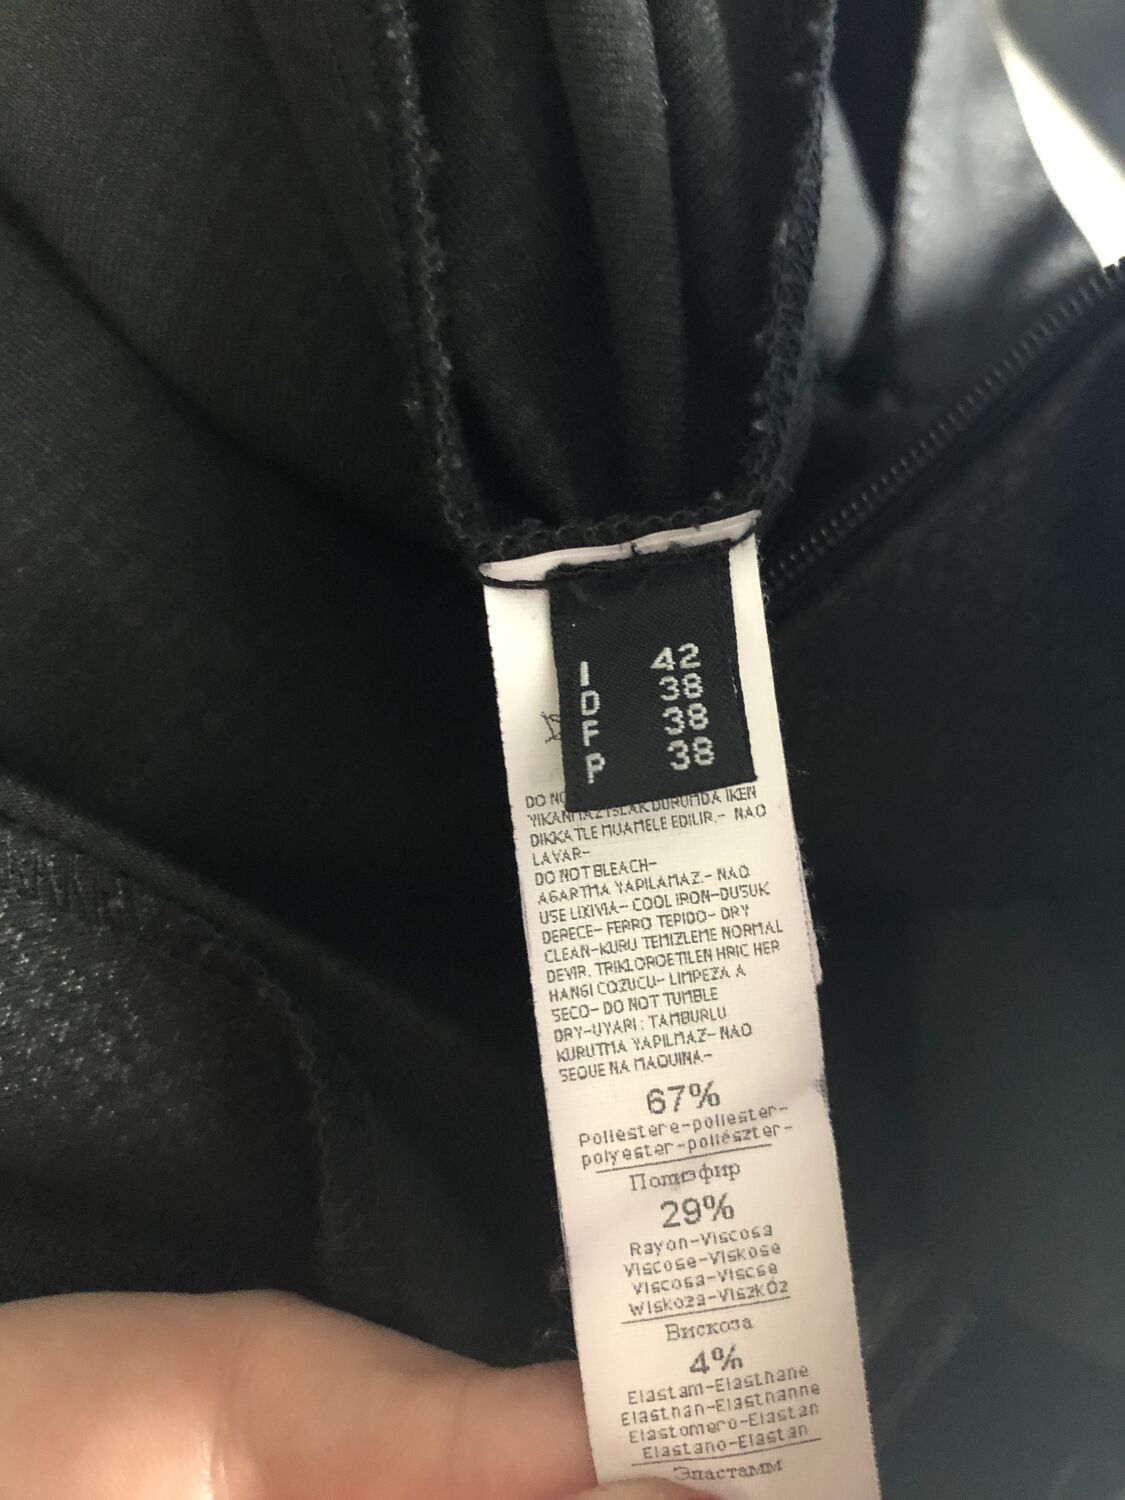 I 42
D 38
F 38
P 38
DO NO
YIKANMAZ ISLAK DURUMDA IKEN
DIKKATLE MUAMELE EDILIR.- NAO
LAVAR-
DO NOT BLEACH-
AGARTMA YAPILAMAZ.- NAO
USE LIXIVIA- COOL IRON-DUSUK
DERECE- FERRO TEPIDO- DRY
CLEAN-KURU TEMIZLEME NORMAL
DEVIR. TRIKLOROETILEN HRIC HER
HANGI COZUCU- LIMPEZA A
SECO- DO NOT TUMBLE
DRY-UYARI : TAMBURLU
KURUTMA YAPILMAZ- NAO
SEQUE NA MAQUINA-
67%
Poliestere-poliester-
polyester-poliészter-
Полиэфир
29%
Rayon-Viscosa
Viscose-Viskose
Viscosa-Viscse
Wiskoza-Viszkóz
Вискоза
4%
Elastam-Elasthane
Elasthan-Elasthanne
Elastomero-Elastan
Elastano-Elastan
Эластамм